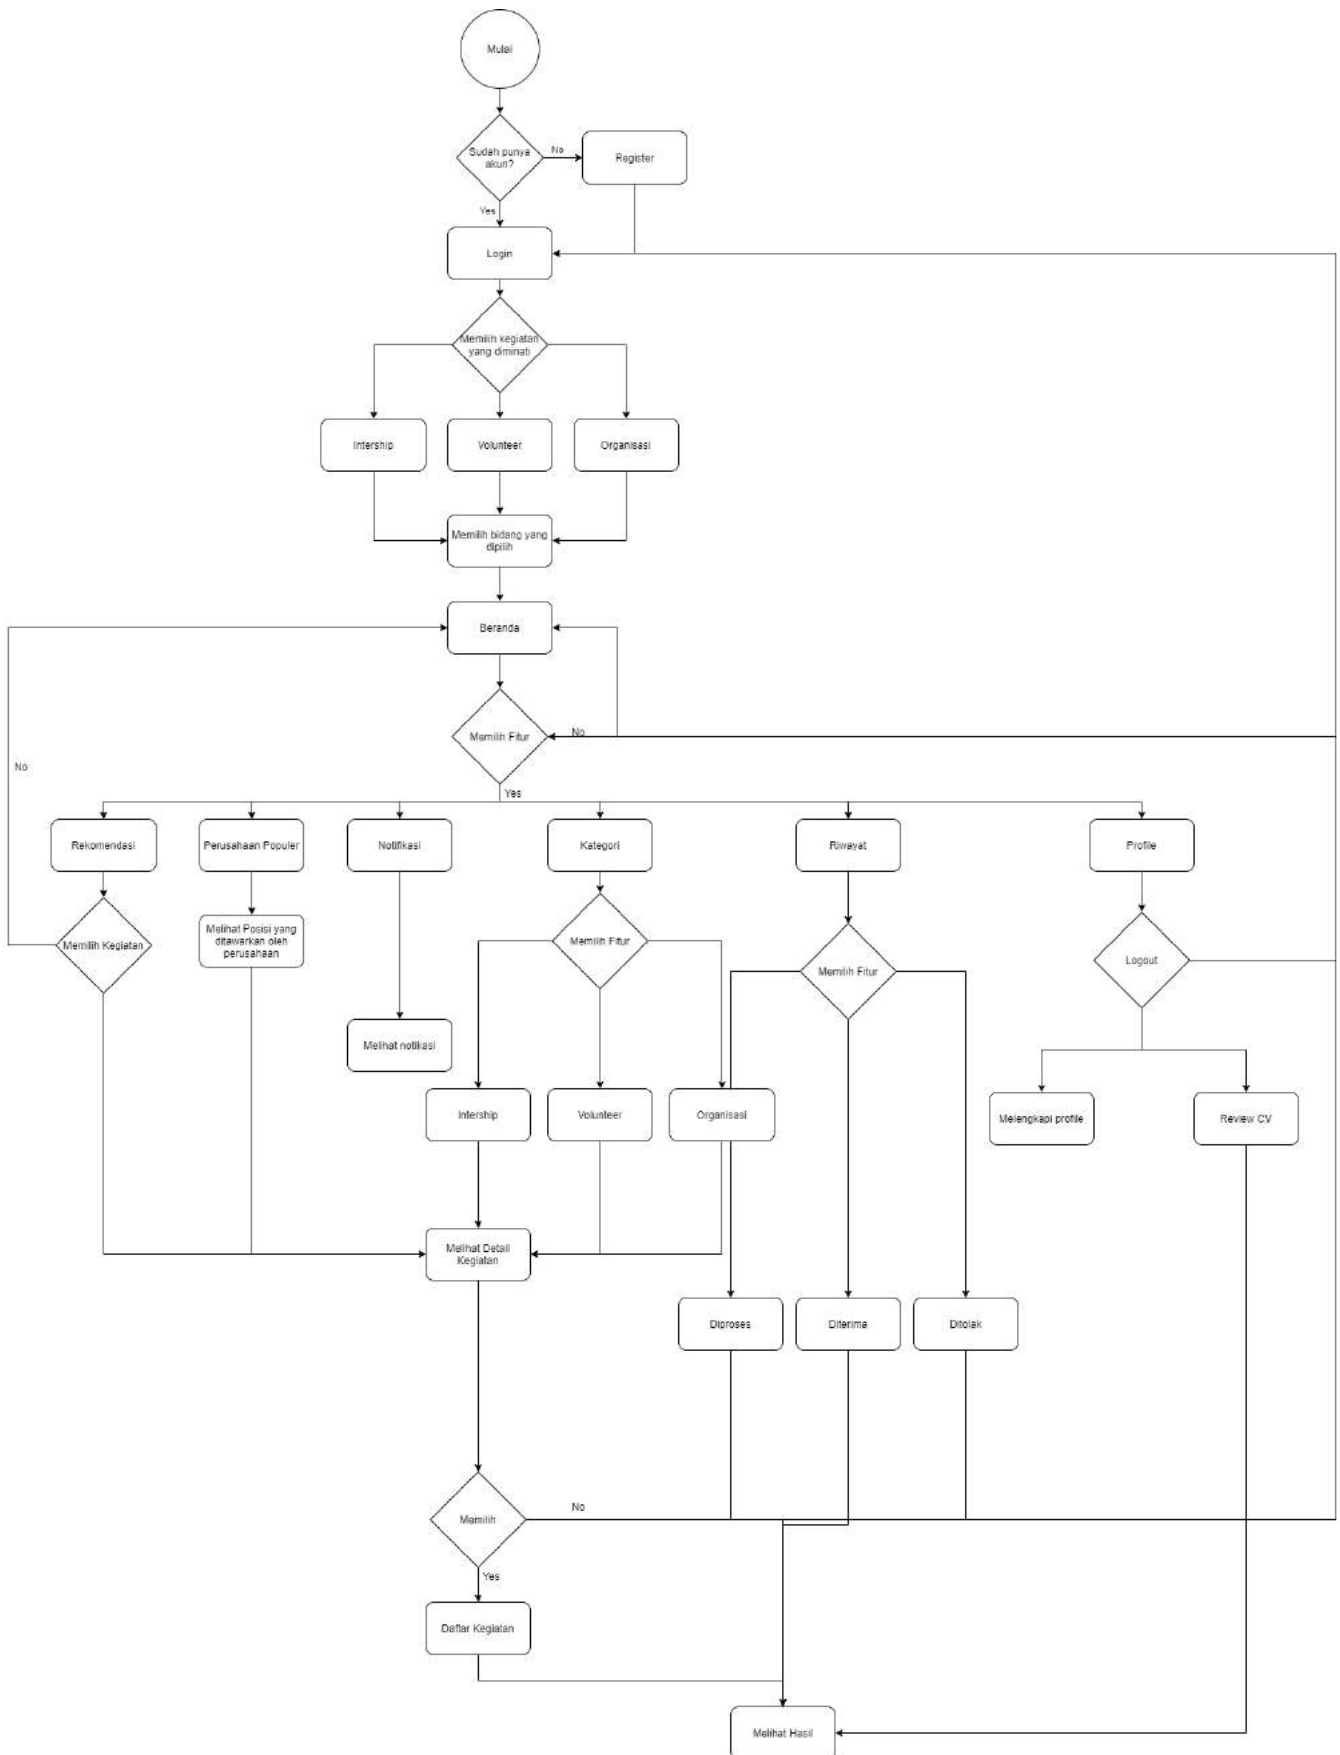 Mulai
Sudah punya
akun?
No
Register
Yes
Login
Memilih kegiatan
yang diminati
Intership
Volunteer
Organisasi
Memilih bidang yang
dipilih
Beranda
Memilih Fitur
No
No
Yes
Rekomendasi
Perusahaan Populer
Notifikasi
Kategori
Riwayat
Profile
Memilih Kegiatan
Melihat Posisi yang
ditawarkan oleh
perusahaan
Memilih Fitur
Memilih Fitur
Logout
Melihat notikasi
Intership
Volunteer
Organisasi
Melengkapi profile
Review CV
Melihat Detail
Kegiatan
Diproses
Diterima
Ditolak
Memilih
No
Yes
Daftar Kegiatan
Melihat Hasil